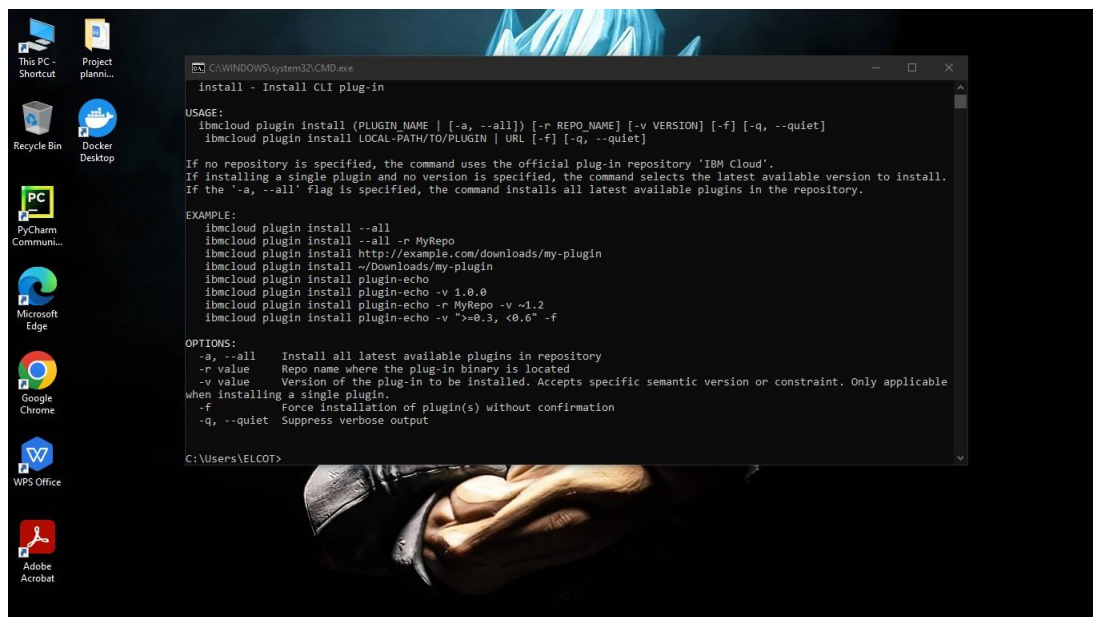 This PC -
Shortcut
Project
planni...
Recycle Bin
Docker
Desktop
PC
PyCharm
Communi...
Microsoft
Edge
Google
Chrome
W
WPS Office
Adobe
Acrobat
C:\WINDOWS\system32\CMD.exe
install - Install CLI plug-in
USAGE:
ibmcloud plugin install (PLUGIN_NAME | [-a, --all]) [-r REPO_NAME] [-v VERSION] [-f] [-q, --quiet]
ibmcloud plugin install LOCAL-PATH/TO/PLUGIN | URL [-f] [-q, --quiet]
If no repository is specified, the command uses the official plug-in repository 'IBM Cloud'.
If installing a single plugin and no version is specified, the command selects the latest available version to install.
If the '-a, --all' flag is specified, the command installs all latest available plugins in the repository.
EXAMPLE:
ibmcloud plugin install --all
ibmcloud plugin install --all -r MyRepo
ibmcloud plugin install http://example.com/downloads/my-plugin
ibmcloud plugin install ~/Downloads/my-plugin
ibmcloud plugin install plugin-echo
ibmcloud plugin install plugin-echo -v 1.0.0
ibmcloud plugin install plugin-echo -r MyRepo -v ~1.2
ibmcloud plugin install plugin-echo -v ">=0.3, <0.6" -f
OPTIONS:
-a, --all    Install all latest available plugins in repository
-r value     Repo name where the plug-in binary is located
-v value     Version of the plug-in to be installed. Accepts specific semantic version or constraint. Only applicable
when installing a single plugin.
-f           Force installation of plugin(s) without confirmation
-q, --quiet  Suppress verbose output
C:\Users\ELCOT>